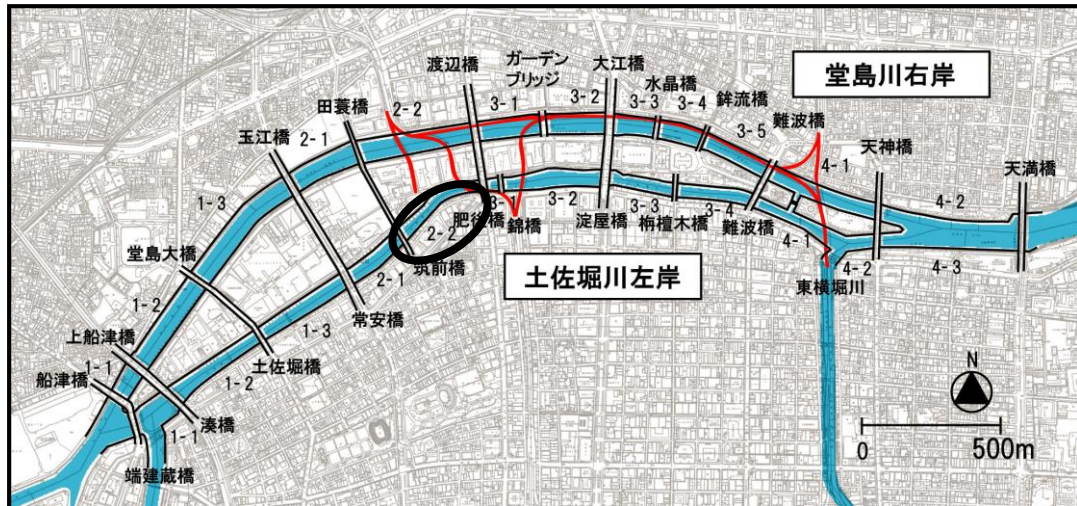 堂島川右岸
ガーデン
ブリッジ
大江橋
渡辺橋
水晶橋
鉾流橋
田蓑橋
2-2
3-1
3-2
3-3
3-4
難波橋
3-5
玉江橋
2-1
4-1
天神橋
天満橋
1-3
4-2
肥後橋
3-1
錦橋
3-2
淀屋橋
3-3
栴檀木橋
3-4
難波橋
4-1
2-2
筑前橋
土佐堀川左岸
4-2
4-3
東横堀川
堂島大橋
2-1
常安橋
1-2
1-3
上船津橋
土佐堀橋
1-1
船津橋
1-2
湊橋
1-1
端建蔵橋
N
0
500m